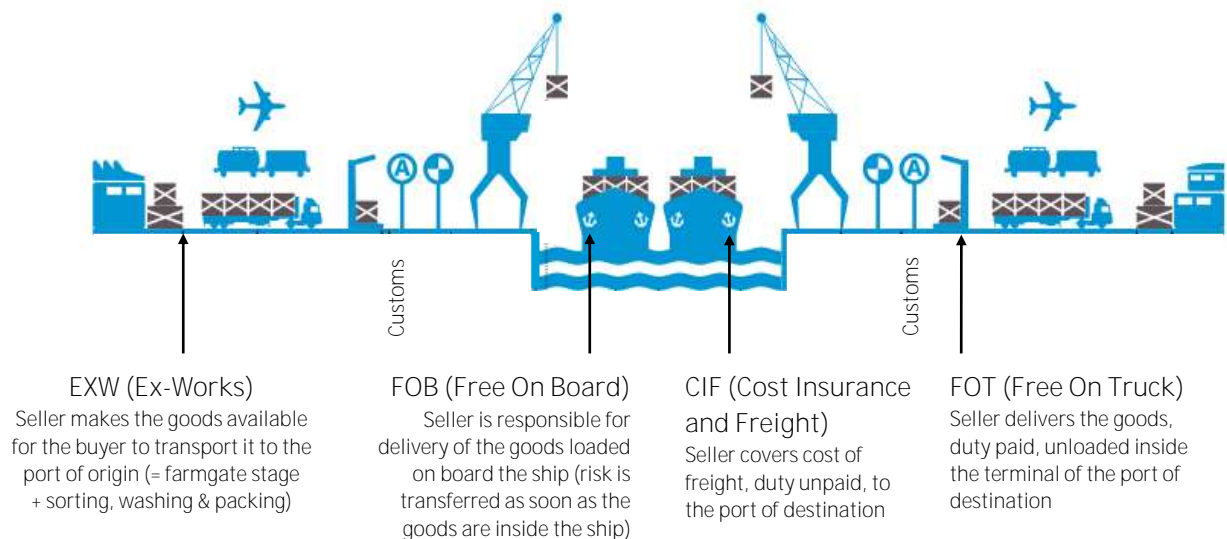 A
A
Customs
Customs
EXW (Ex-Works)
Seller makes the goods available
for the buyer to transport it to the
port of origin (= farmgate stage
+ sorting, washing & packing)
FOB (Free On Board)
Seller is responsible for
delivery of the goods loaded
on board the ship (risk is
transferred as soon as the
goods are inside the ship)
CIF (Cost Insurance
and Freight)
Seller covers cost of
freight, duty unpaid, to
the port of destination
FOT (Free On Truck)
Seller delivers the goods,
duty paid, unloaded inside
the terminal of the port of
destination